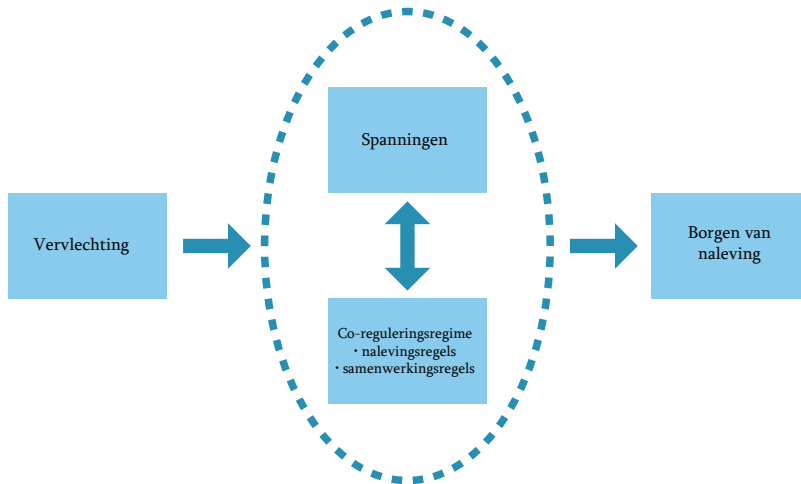 Vervlechting
Spanningen
Co-reguleringsregime
• nalevingsregels
• samenwerkingsregels
Borgen van
naleving